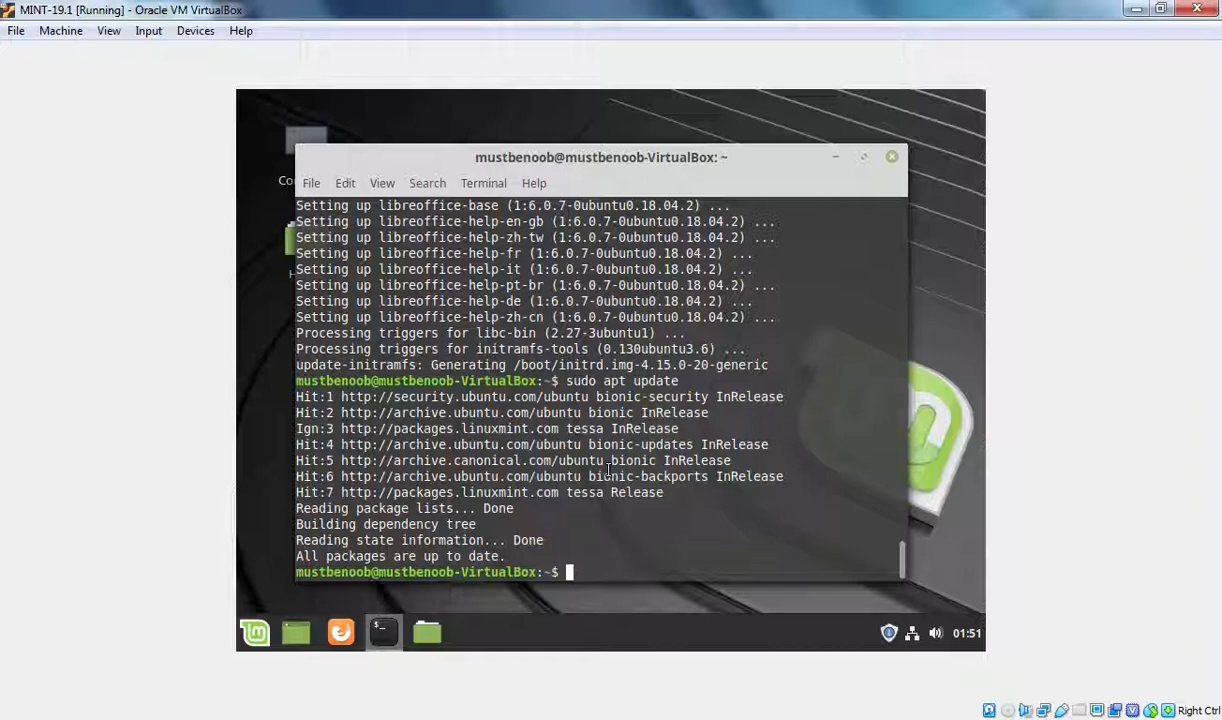 MINT-19.1 [Running] - Oracle VM VirtualBox
File Machine View Input Devices Help
mustbenoob@mustbenoob-VirtualBox: ~
File Edit View Search Terminal Help
Setting up libreoffice-base (1:6.0.7-0ubuntu0.18.04.2) ...
Setting up libreoffice-help-en-gb (1:6.0.7-0ubuntu0.18.04.2) ...
Setting up libreoffice-help-zh-tw (1:6.0.7-0ubuntu0.18.04.2) ...
Setting up libreoffice-help-fr (1:6.0.7-0ubuntu0.18.04.2) ...
Setting up libreoffice-help-it (1:6.0.7-0ubuntu0.18.04.2) ...
Setting up libreoffice-help-pt-br (1:6.0.7-0ubuntu0.18.04.2) ...
Setting up libreoffice-help-de (1:6.0.7-0ubuntu0.18.04.2) ...
Setting up libreoffice-help-zh-cn (1:6.0.7-0ubuntu0.18.04.2) ...
Processing triggers for libc-bin (2.27-3ubuntu1) ...
Processing triggers for initramfs-tools (0.130ubuntu3.6) ...
update-initramfs: Generating /boot/initrd.img-4.15.0-20-generic
mustbenoob@mustbenoob-VirtualBox:~$ sudo apt update
Hit:1 http://security.ubuntu.com/ubuntu bionic-security InRelease
Hit:2 http://archive.ubuntu.com/ubuntu bionic InRelease
Ign:3 http://packages.linuxmint.com tessa InRelease
Hit:4 http://archive.ubuntu.com/ubuntu bionic-updates InRelease
Hit:5 http://archive.canonical.com/ubuntu bionic InRelease
Hit:6 http://archive.ubuntu.com/ubuntu bionic-backports InRelease
Hit:7 http://packages.linuxmint.com tessa Release
Reading package lists... Done
Building dependency tree
Reading state information... Done
All packages are up to date.
mustbenoob@mustbenoob-VirtualBox:~$
01:51
Right Ctrl